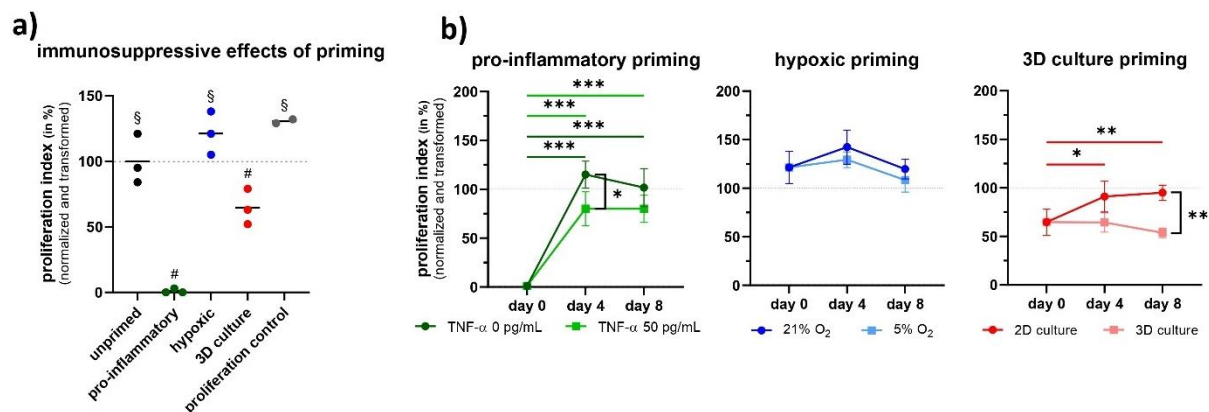 a)
immunosuppressive effects of priming
proliferation index (in %)
(normalized and transformed)
150
100
50
0
§
#
§
#
§
unprimed
pro-inflammatory
hypoxic
3D culture
proliferation control
b)
pro-inflammatory priming
proliferation index (in %)
(normalized and transformed)
200
150
100
50
0
***
***
***
***
*
day 0
day 4
day 8
TNF-α 0 pg/mL
TNF-α 50 pg/mL
hypoxic priming
200
150
100
50
0
day 0
day 4
day 8
21% O₂
5% O₂
3D culture priming
200
150
100
50
0
**
*
**
day 0
day 4
day 8
2D culture
3D culture